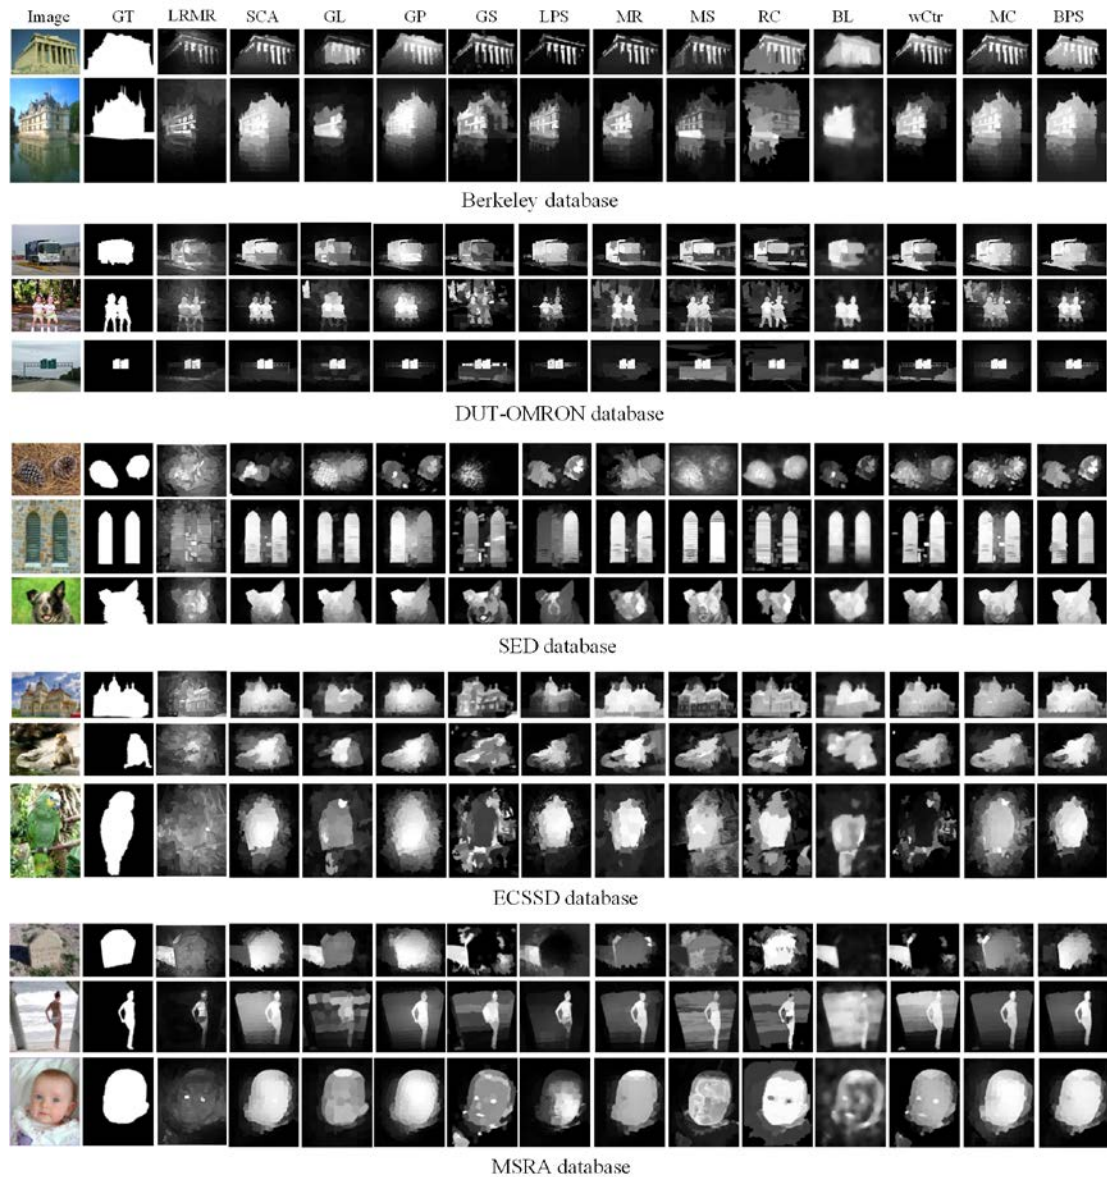 Image GT LRMR SCA GL GP GS LPS MR MS RC BL wCtr MC BPS
Berkeley database
DUT-OMRON database
SED database
ECSSD database
MSRA database